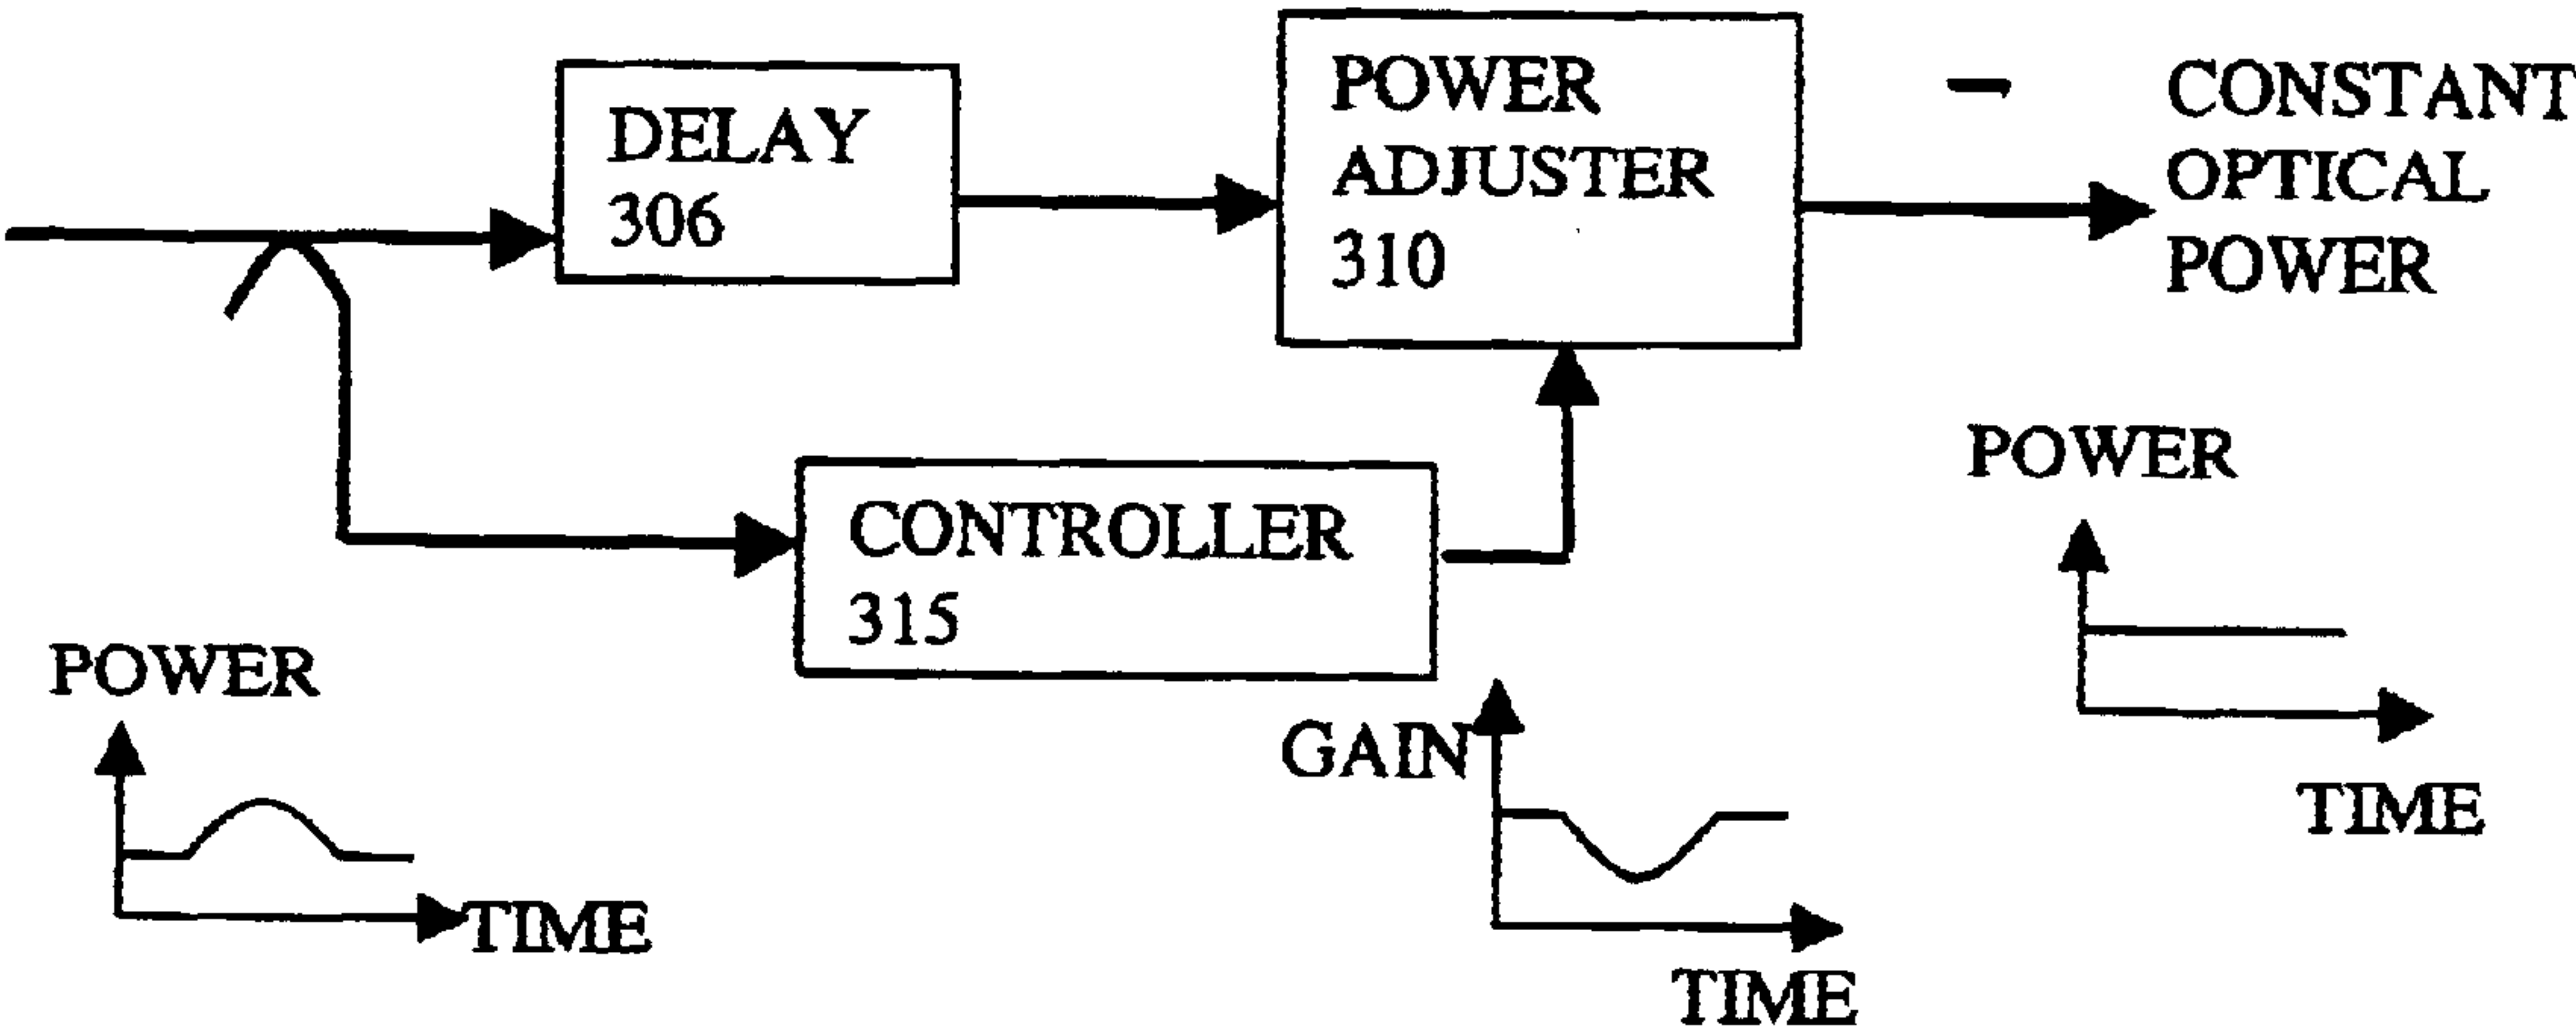 DELAY
306
POWER
ADJUSTER
310
CONSTANT
OPTICAL
POWER
CONTROLLER
315
POWER
TIME
GAIN
TIME
POWER
TIME